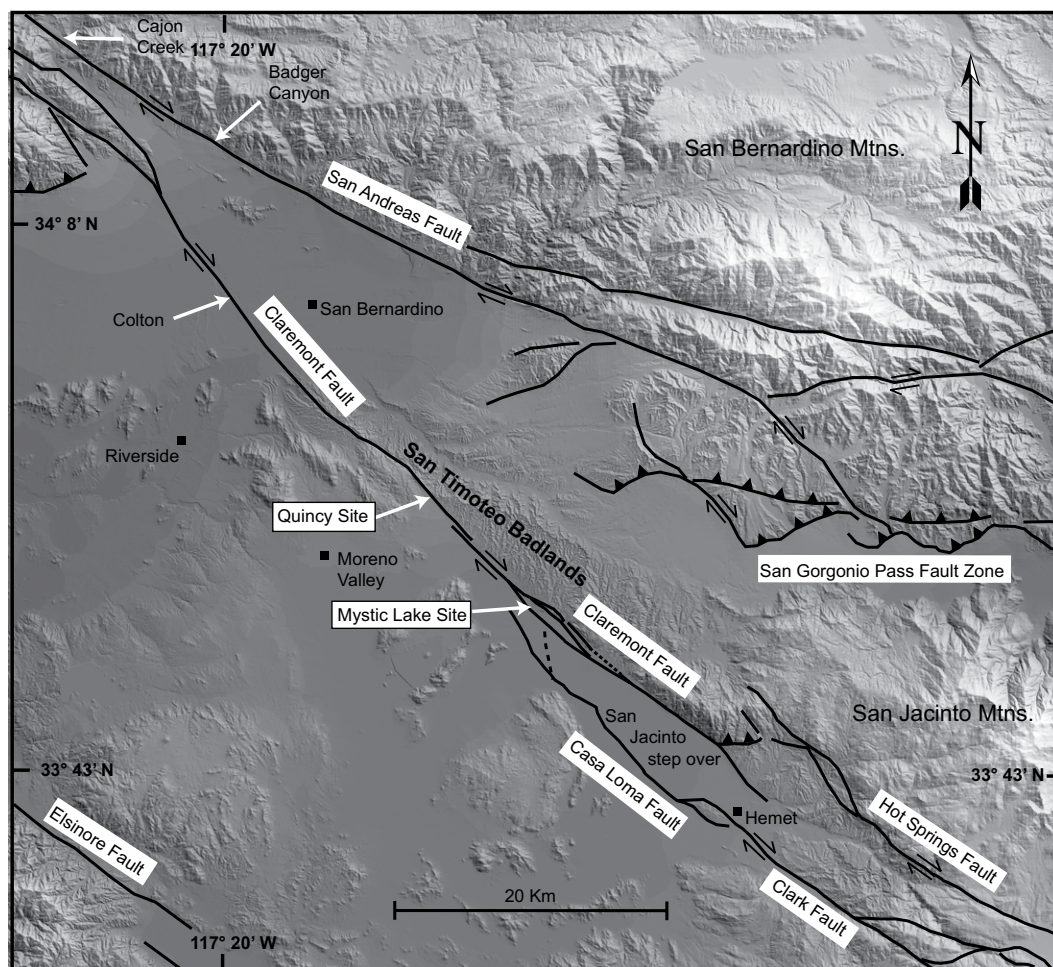 Cajon
Creek
117° 20' W
Badger
Canyon
N
San Bernardino Mtns.
San Andreas Fault
34° 8' N
Colton
San Bernardino
Claremont Fault
Riverside
San Timoteo Badlands
Quincy Site
Moreno
Valley
San Gorgonio Pass Fault Zone
Mystic Lake Site
Claremont Fault
San Jacinto Mtns.
San
Jacinto
step over
33° 43' N
33° 43' N
Casa Loma Fault
Hemet
Hot Springs Fault
Elsinore Fault
20 Km
Clark Fault
117° 20' W